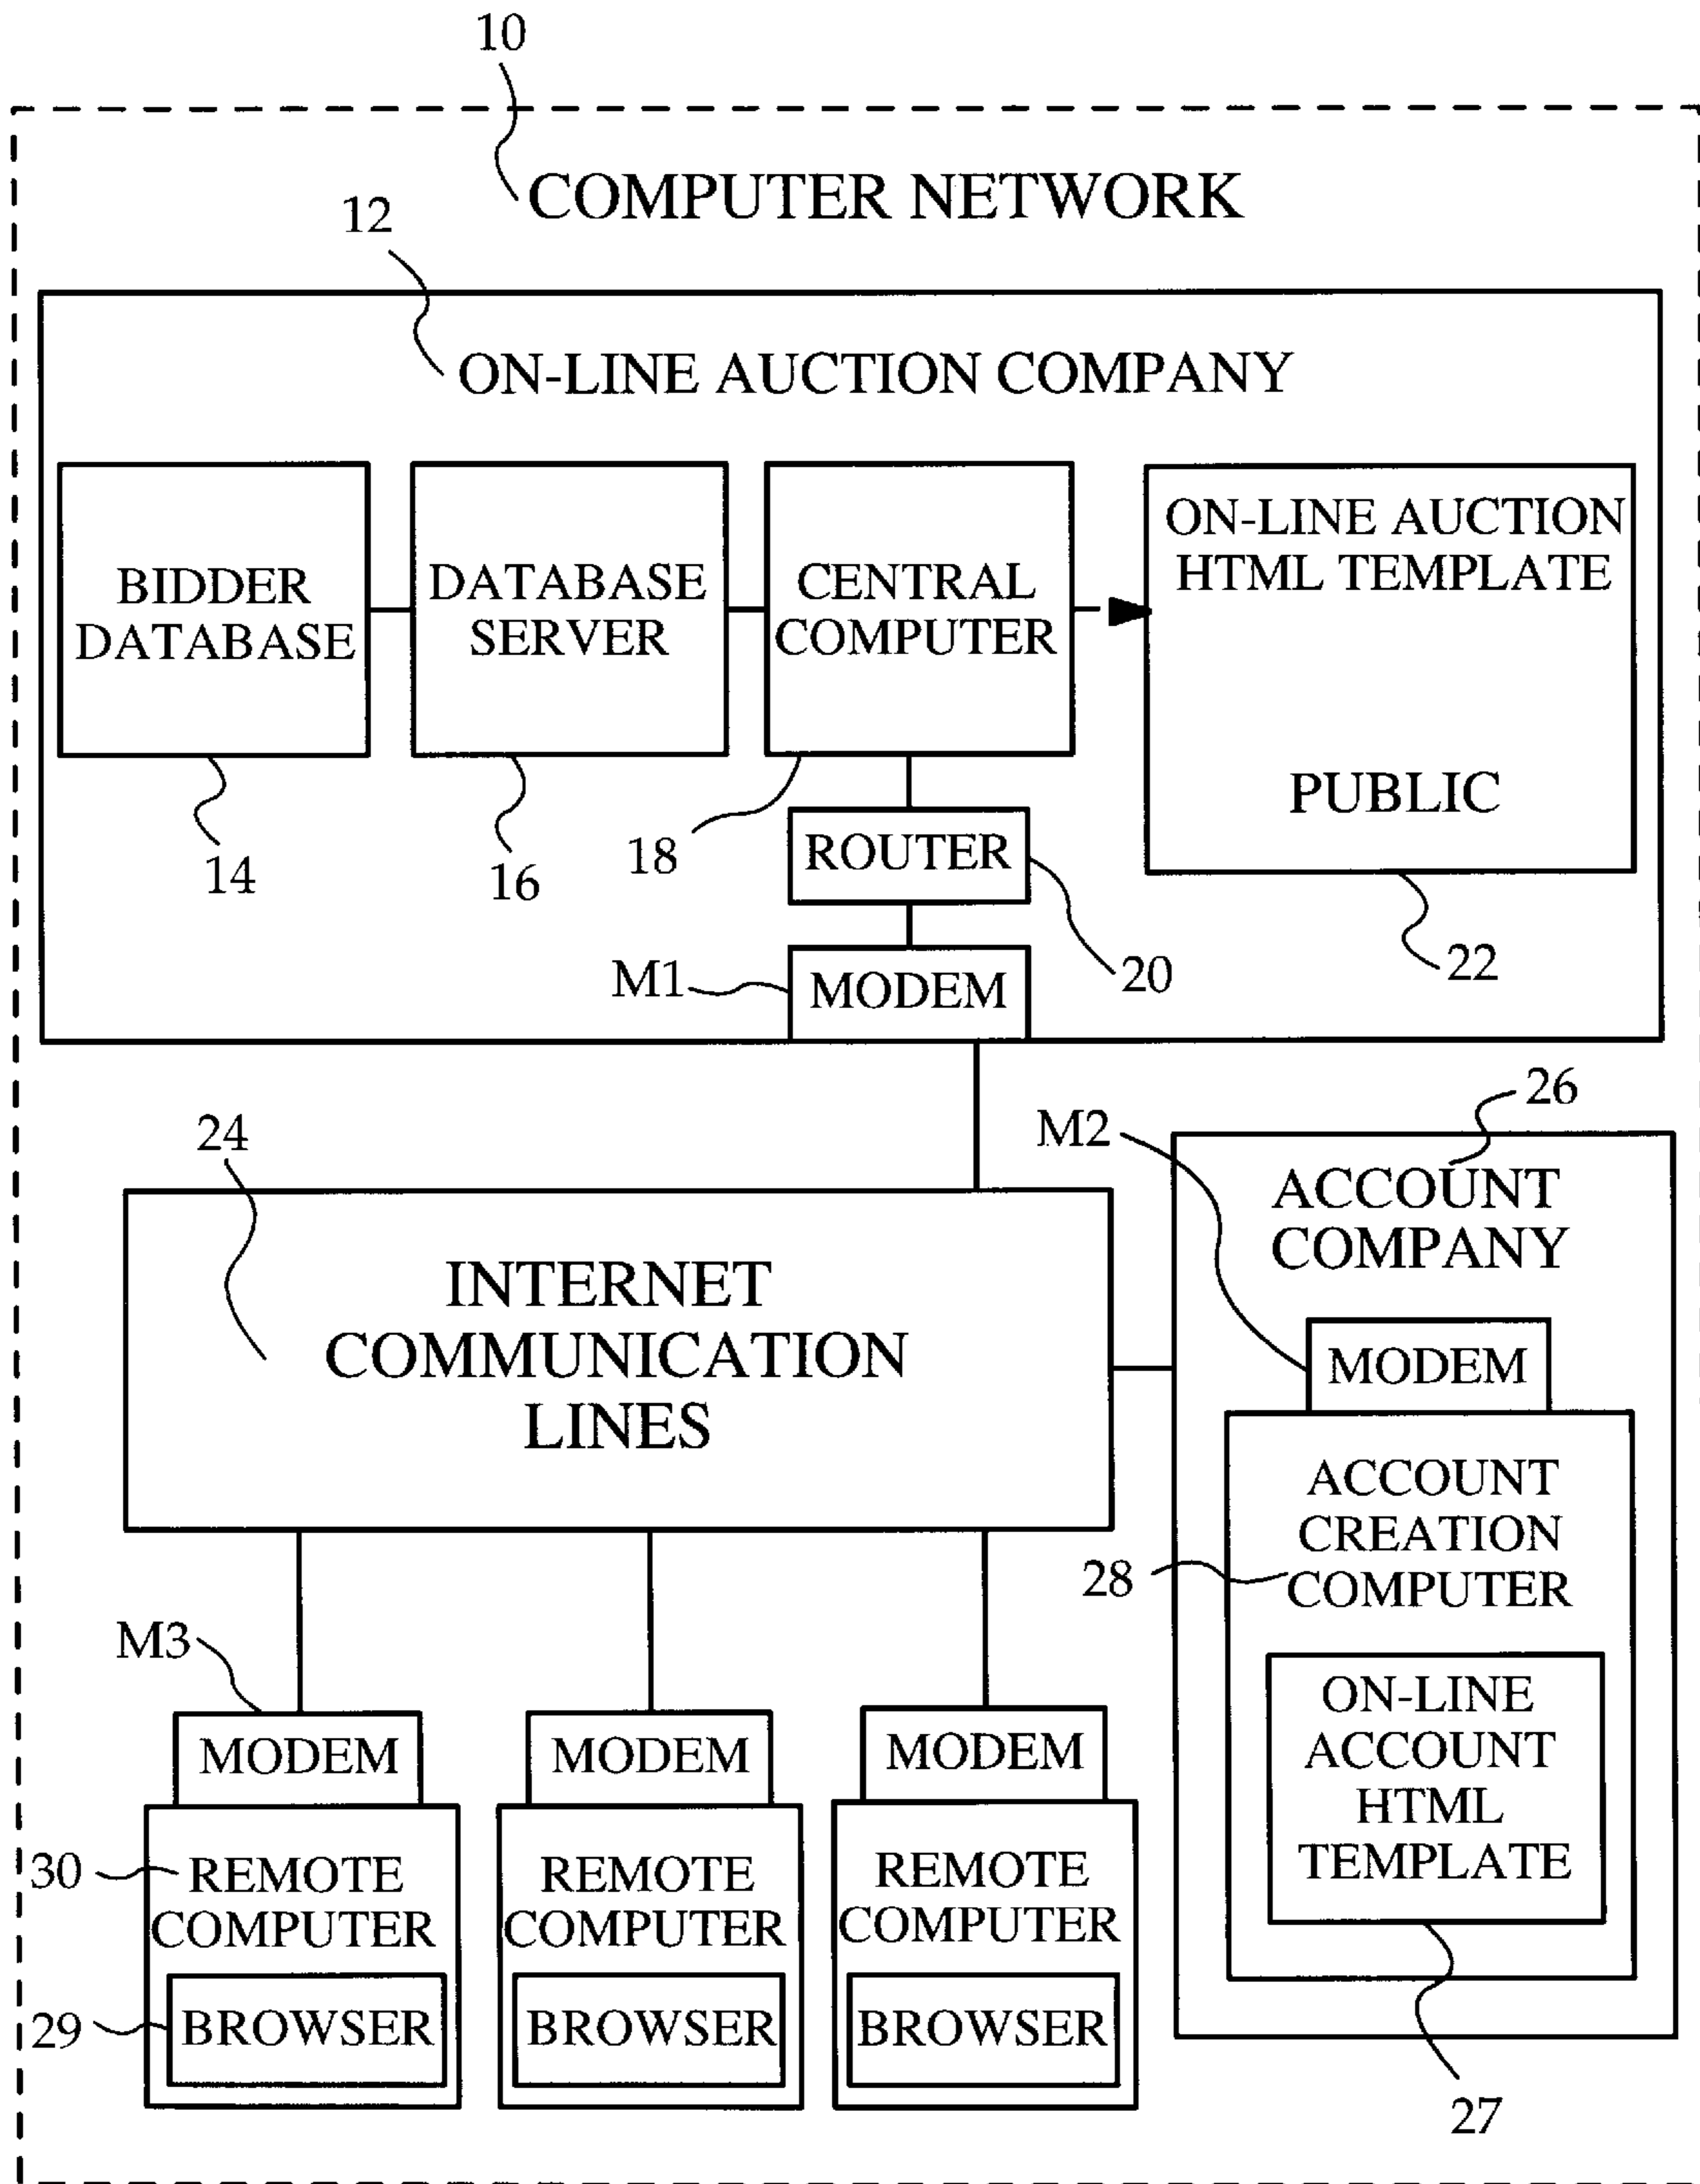 10
COMPUTER NETWORK
12
ON-LINE AUCTION COMPANY
BIDDER
DATABASE
DATABASE
SERVER
CENTRAL
COMPUTER
ON-LINE AUCTION
HTML TEMPLATE
PUBLIC
14
16
18
ROUTER
20
22
M1
MODEM
24
INTERNET
COMMUNICATION
LINES
M2
26
ACCOUNT
COMPANY
MODEM
ACCOUNT
CREATION
COMPUTER
28
ON-LINE
ACCOUNT
HTML
TEMPLATE
27
M3
MODEM
MODEM
MODEM
30
REMOTE
COMPUTER
REMOTE
COMPUTER
REMOTE
COMPUTER
29
BROWSER
BROWSER
BROWSER